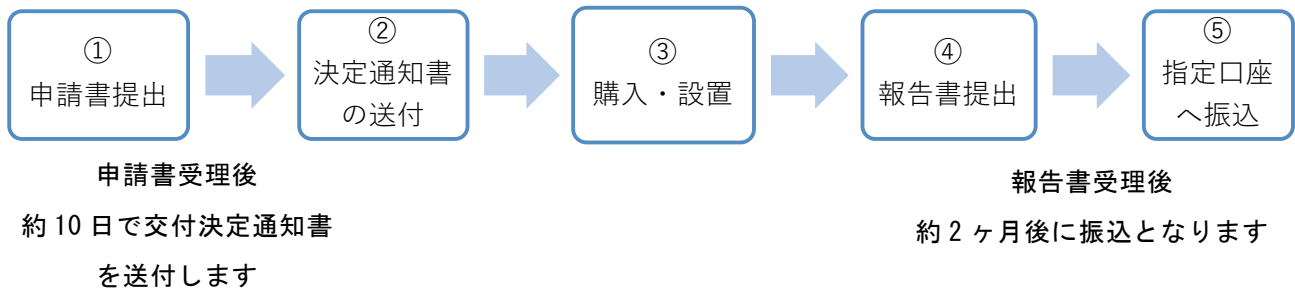 ①
申請書提出
②
決定通知書
の送付
③
購入・設置
④
報告書提出
⑤
指定口座
へ振込
申請書受理後
約10日で交付決定通知書
を送付します
報告書受理後
約2ヶ月後に振込となります